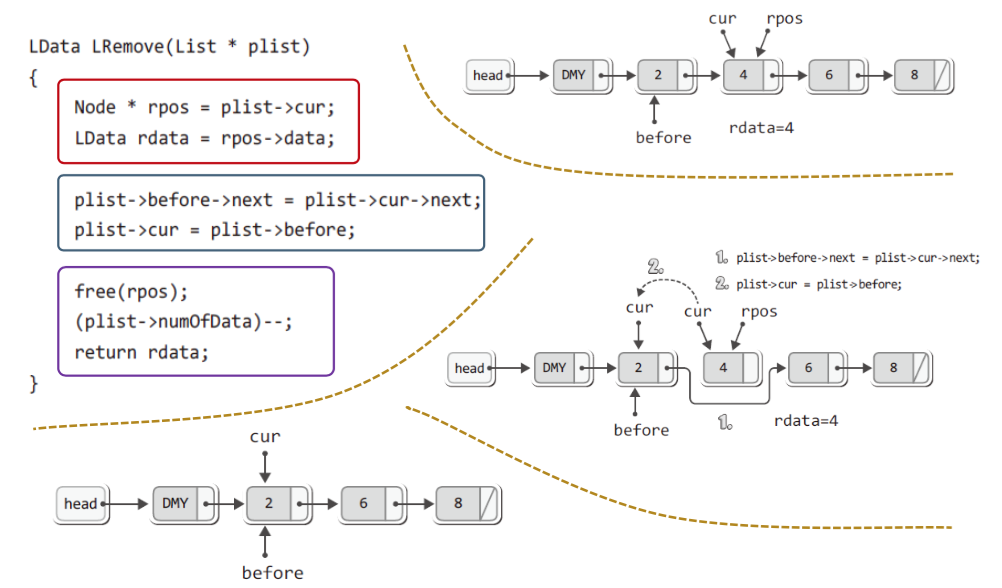 LData LRemove(List * plist)
{
Node * rpos = plist->cur;
LData rdata = rpos->data;
plist->before->next = plist->cur->next;
plist->cur = plist->before;
free(rpos);
(plist->numOfData)--;
return rdata;
}
cur rpos
head DMY 2 4 6 8
before rdata=4
1. plist->before->next = plist->cur->next;
2. plist->cur = plist->before;
2.
cur cur rpos
head DMY 2 4 6 8
before 1. rdata=4
cur
head DMY 2 6 8
before